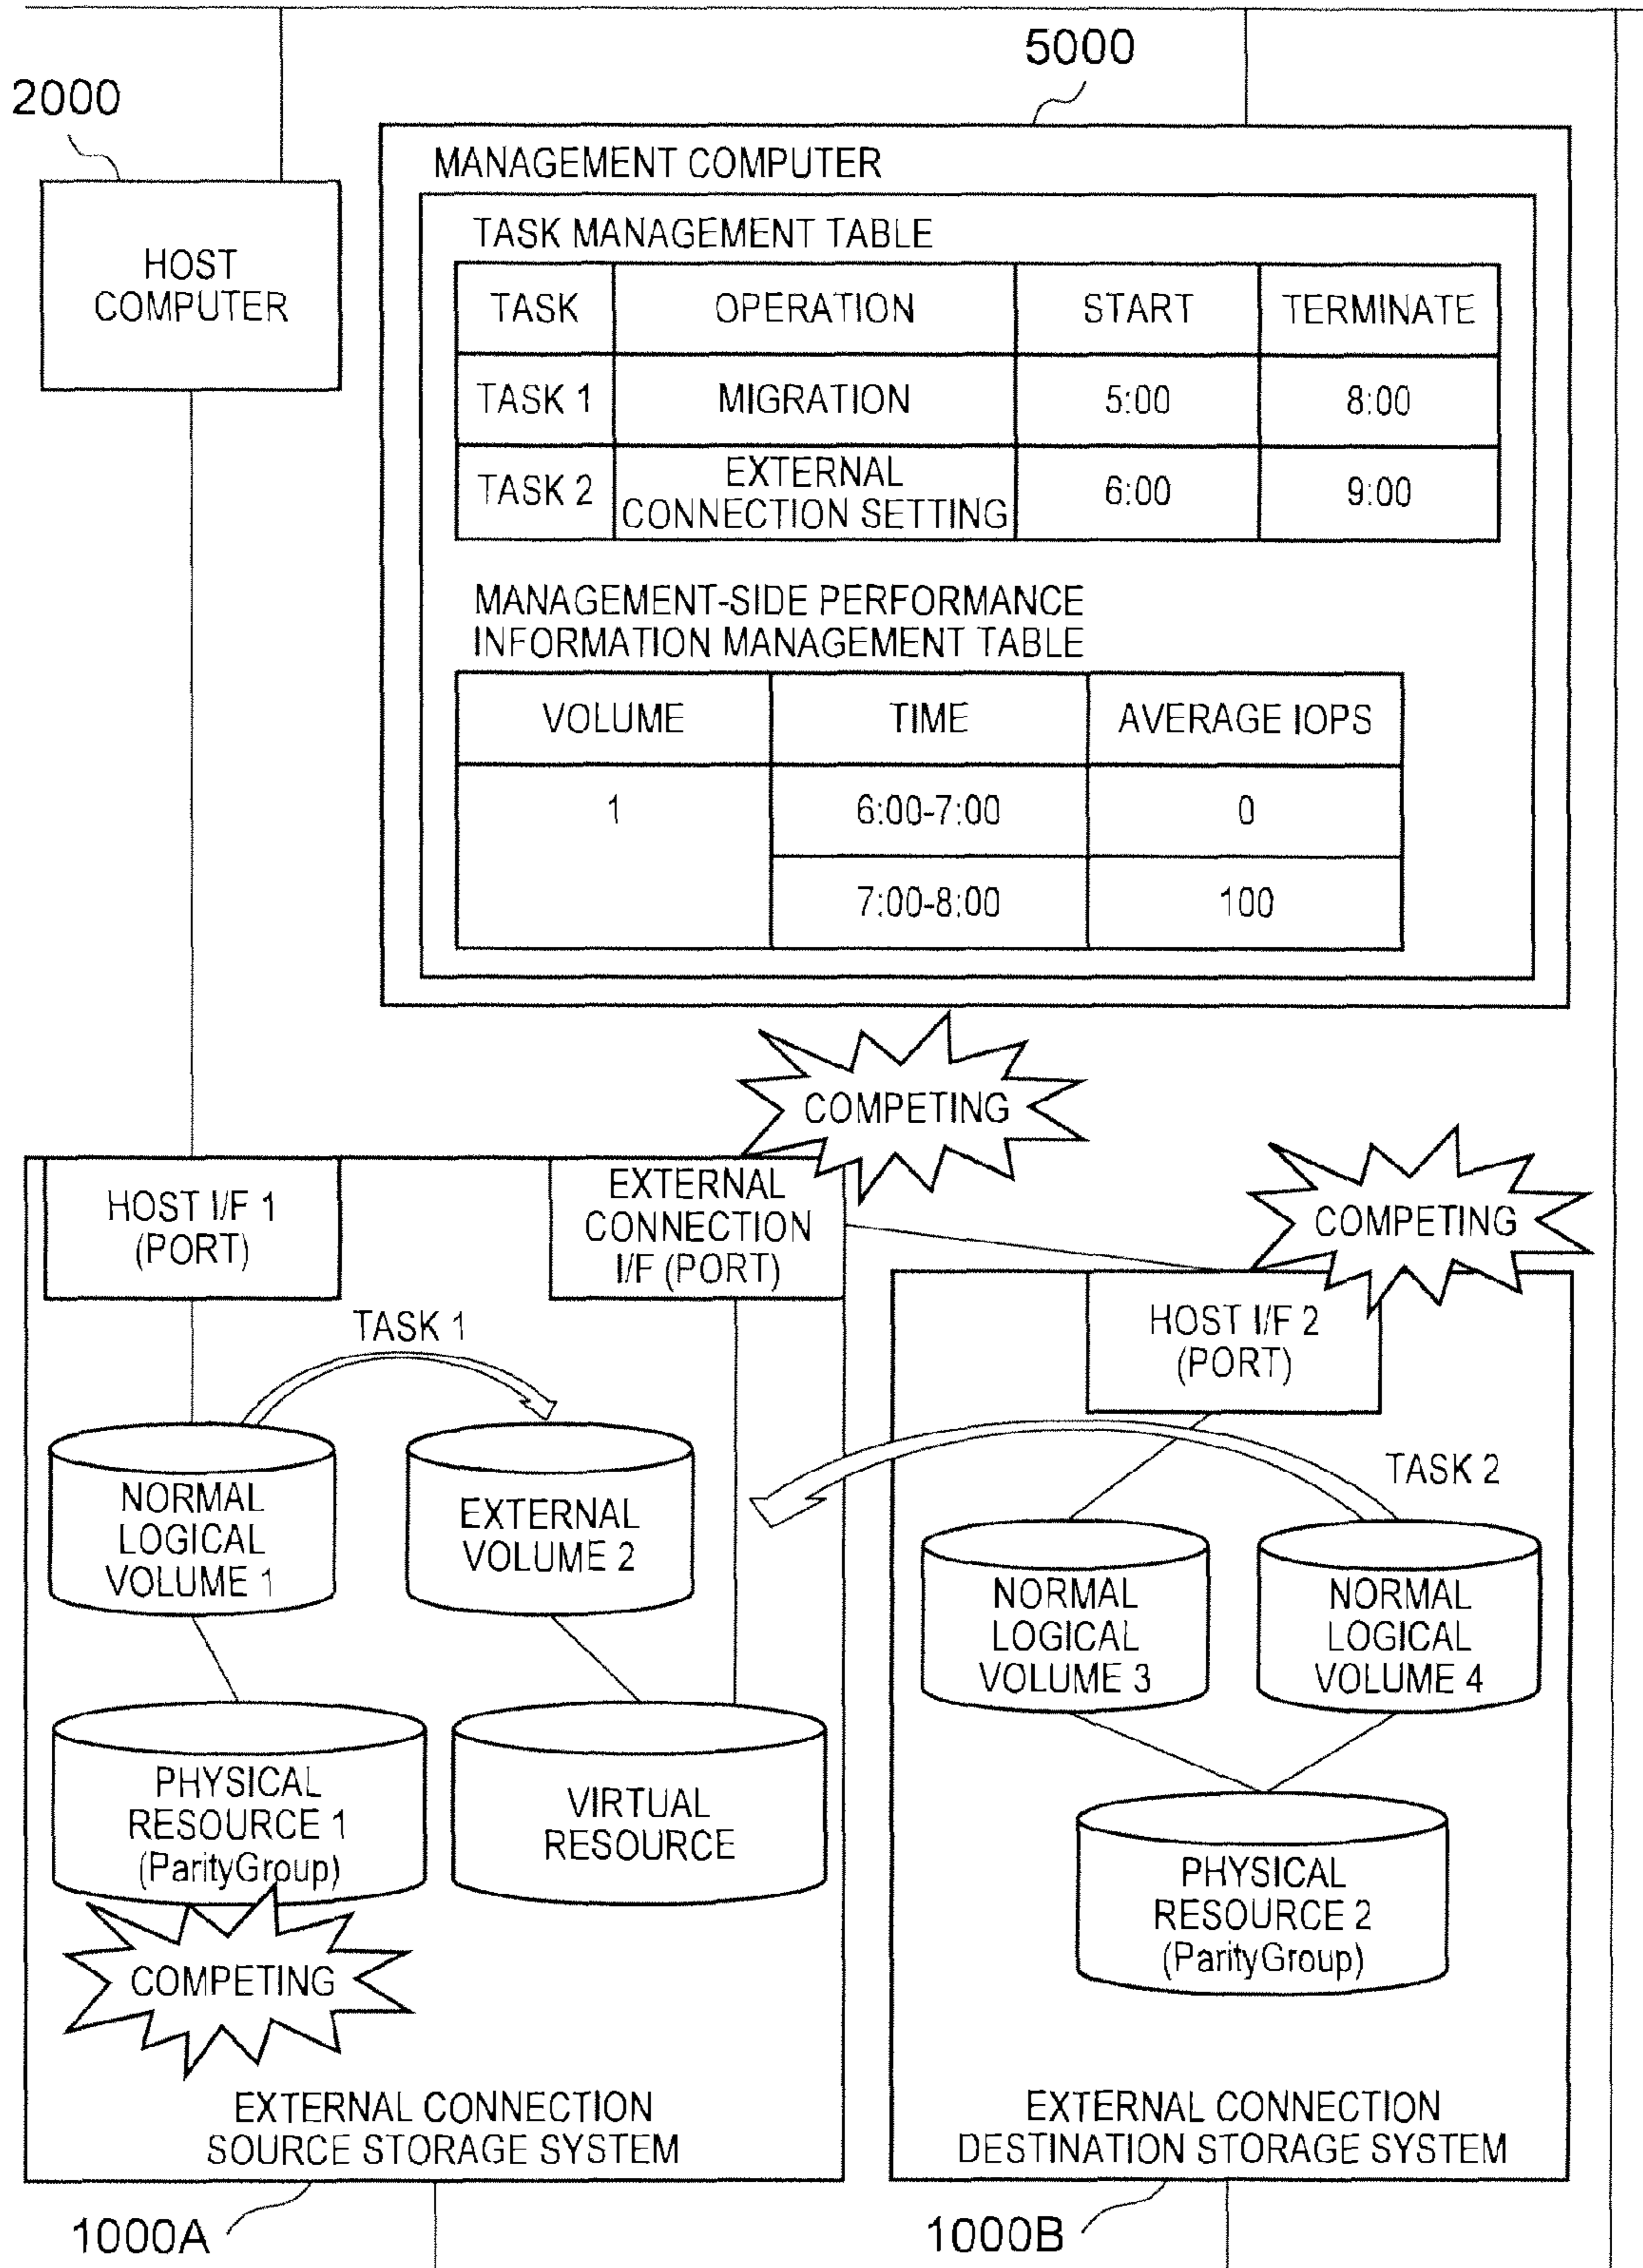 5000
2000
MANAGEMENT COMPUTER
TASK MANAGEMENT TABLE
HOST
COMPUTER
TASK OPERATION START TERMINATE
TASK 1 MIGRATION 5:00 8:00
TASK 2 EXTERNAL
CONNECTION SETTING 6:00 9:00
MANAGEMENT-SIDE PERFORMANCE
INFORMATION MANAGEMENT TABLE
VOLUME TIME AVERAGE IOPS
1 6:00-7:00 0
7:00-8:00 100
COMPETING
HOST I/F 1
(PORT)
EXTERNAL
CONNECTION
I/F (PORT)
COMPETING
HOST I/F 2
(PORT)
TASK 1
TASK 2
NORMAL
LOGICAL
VOLUME 1
EXTERNAL
VOLUME 2
NORMAL
LOGICAL
VOLUME 3
NORMAL
LOGICAL
VOLUME 4
PHYSICAL
RESOURCE 1
(ParityGroup)
VIRTUAL
RESOURCE
PHYSICAL
RESOURCE 2
(ParityGroup)
COMPETING
EXTERNAL CONNECTION
SOURCE STORAGE SYSTEM
EXTERNAL CONNECTION
DESTINATION STORAGE SYSTEM
1000A
1000B